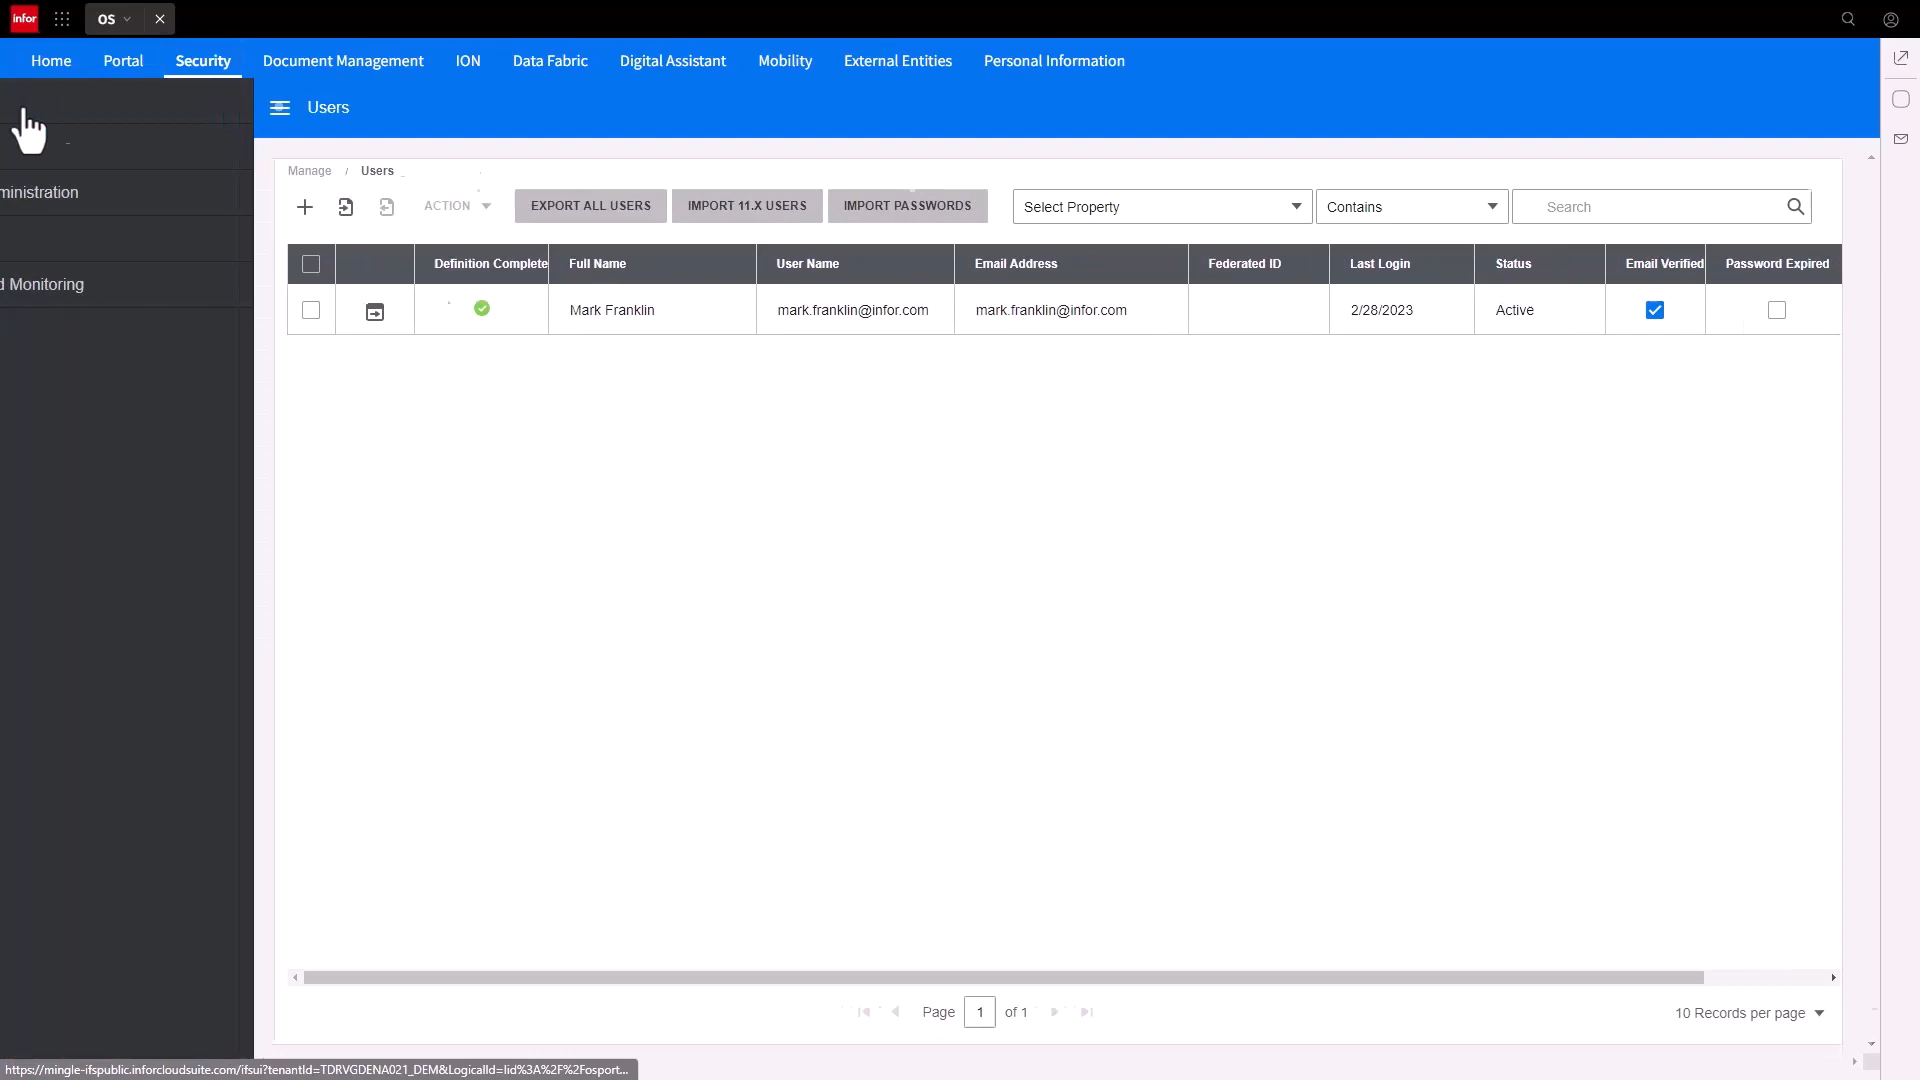 infor
OS
Home Portal Security Document Management ION Data Fabric Digital Assistant Mobility External Entities Personal Information
Users
ministration
d Monitoring
Manage / Users
ACTION EXPORT ALL USERS IMPORT 11.X USERS IMPORT PASSWORDS Select Property Contains Search
Definition Complete Full Name User Name Email Address Federated ID Last Login Status Email Verified Password Expired
Mark Franklin mark.franklin@infor.com mark.franklin@infor.com 2/28/2023 Active
Page 1 of 1
10 Records per page
https://mingle-ifspublic.inforcloudsuite.com/ifsui?tenantId=TDRVGDENA021_DEM&LogicalId=lid%3A%2F%2Fosport...